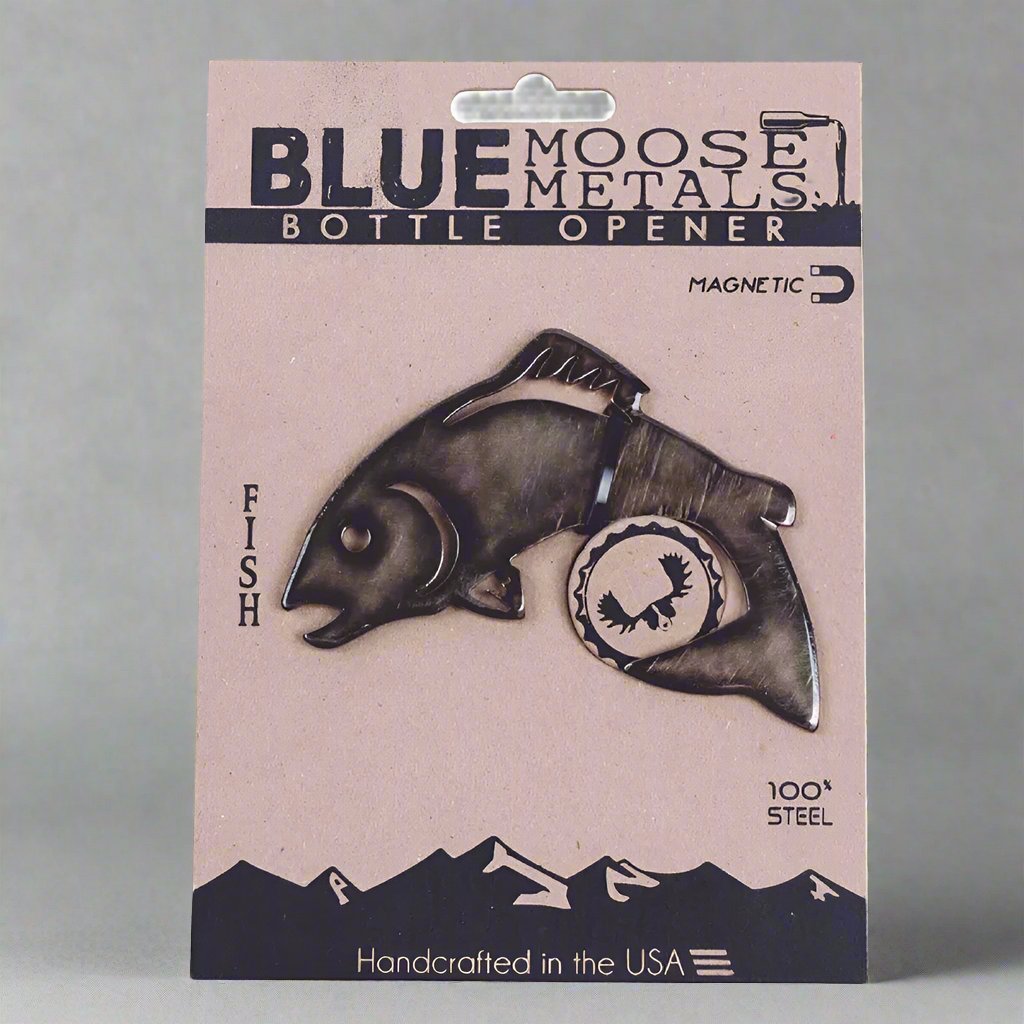 BLUE MOOSE
METALS
BOTTLE OPENER
MAGNETIC
FISH
100%
STEEL
Handcrafted in the USA